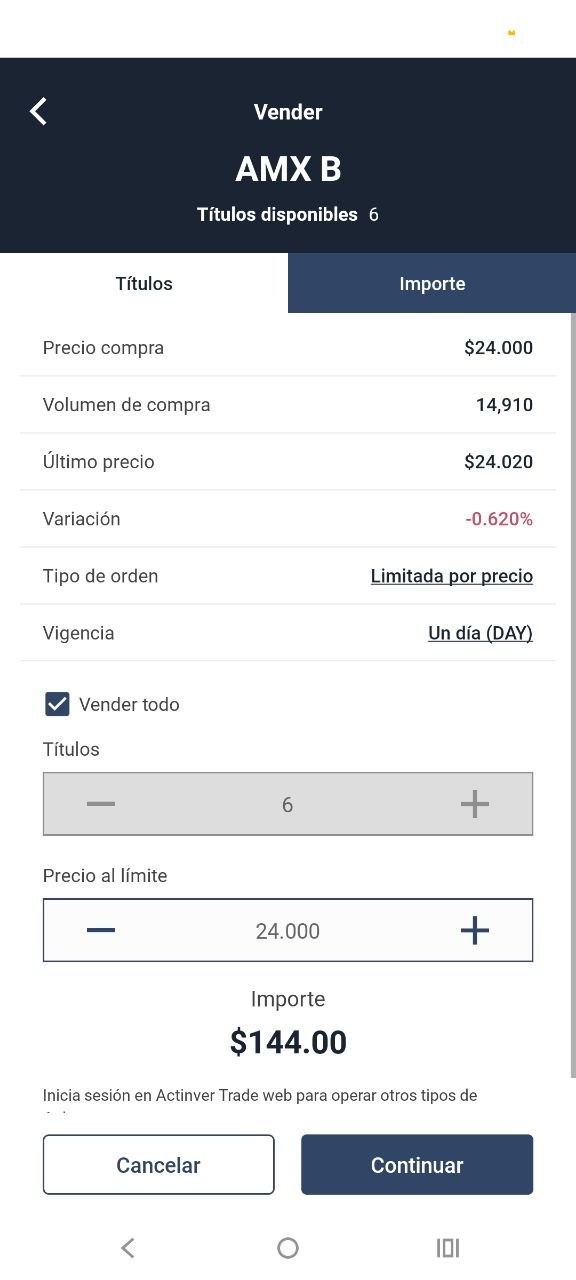 Vender
AMX B
Títulos disponibles 6
Títulos Importe
Precio compra $24.000
Volumen de compra 14,910
Último precio $24.020
Variación -0.620%
Tipo de orden Limitada por precio
Vigencia Un día (DAY)
Vender todo
Títulos
6
Precio al límite
24.000
Importe
$144.00
Inicia sesión en Actinver Trade web para operar otros tipos de
Cancelar Continuar